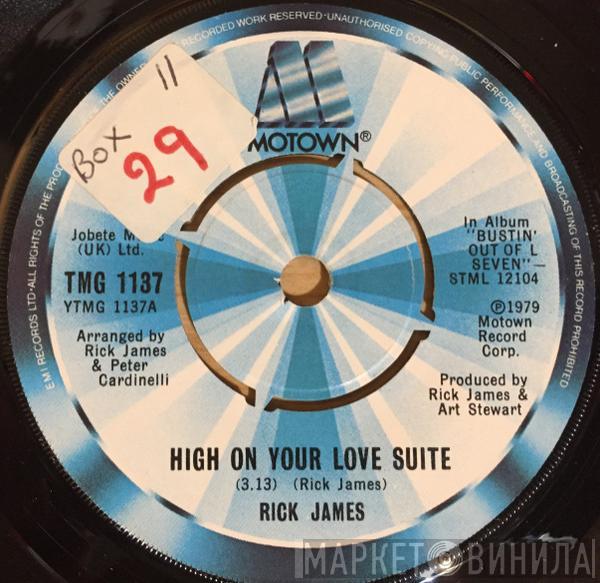 EMI RECORDS LTD·ALL RIGHTS OF THE
THE OWNER
RECORDED WORK RESERVED·UNAUTHORISED COPYING PUBLIC PERFORMANCE AND BROADCASTING OF THIS RECORD PROHIBITED
BOX 11
29
MOTOWN®
Jobete
(UK) Ltd.
TMG 1137
YTMG 1137A
Arranged by
Rick James
& Peter
Cardinelli
In Album
"BUSTIN'
OUT OF L
SEVEN"—
STML 12104
℗1979
Motown
Record
Corp.
Produced by
Rick James &
Art Stewart
HIGH ON YOUR LOVE SUITE
(3.13) (Rick James)
RICK JAMES
МАРКЕТ ВИНИЛА